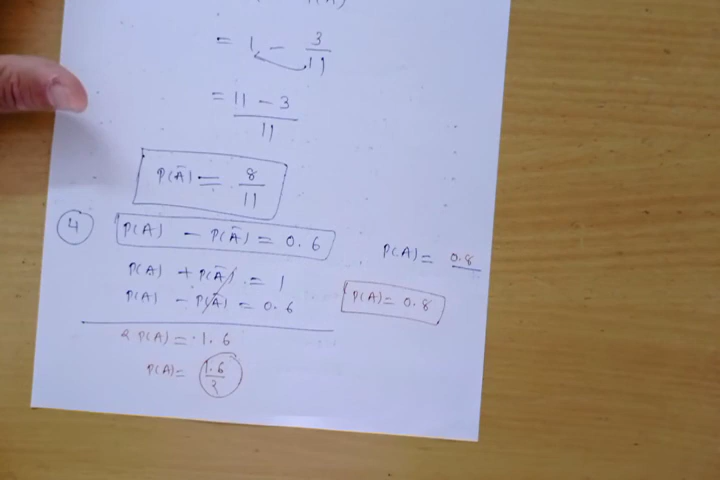 = 1 - 3/11
= 11 - 3 / 11
P(Ā) = 8/11
4 P(A) - P(Ā) = 0.6
P(A) + P(Ā) = 1
P(A) - P(Ā) = 0.6
2 P(A) = 1.6
P(A) = 1.6/2
P(A) = 0.8
P(A) = 0.8